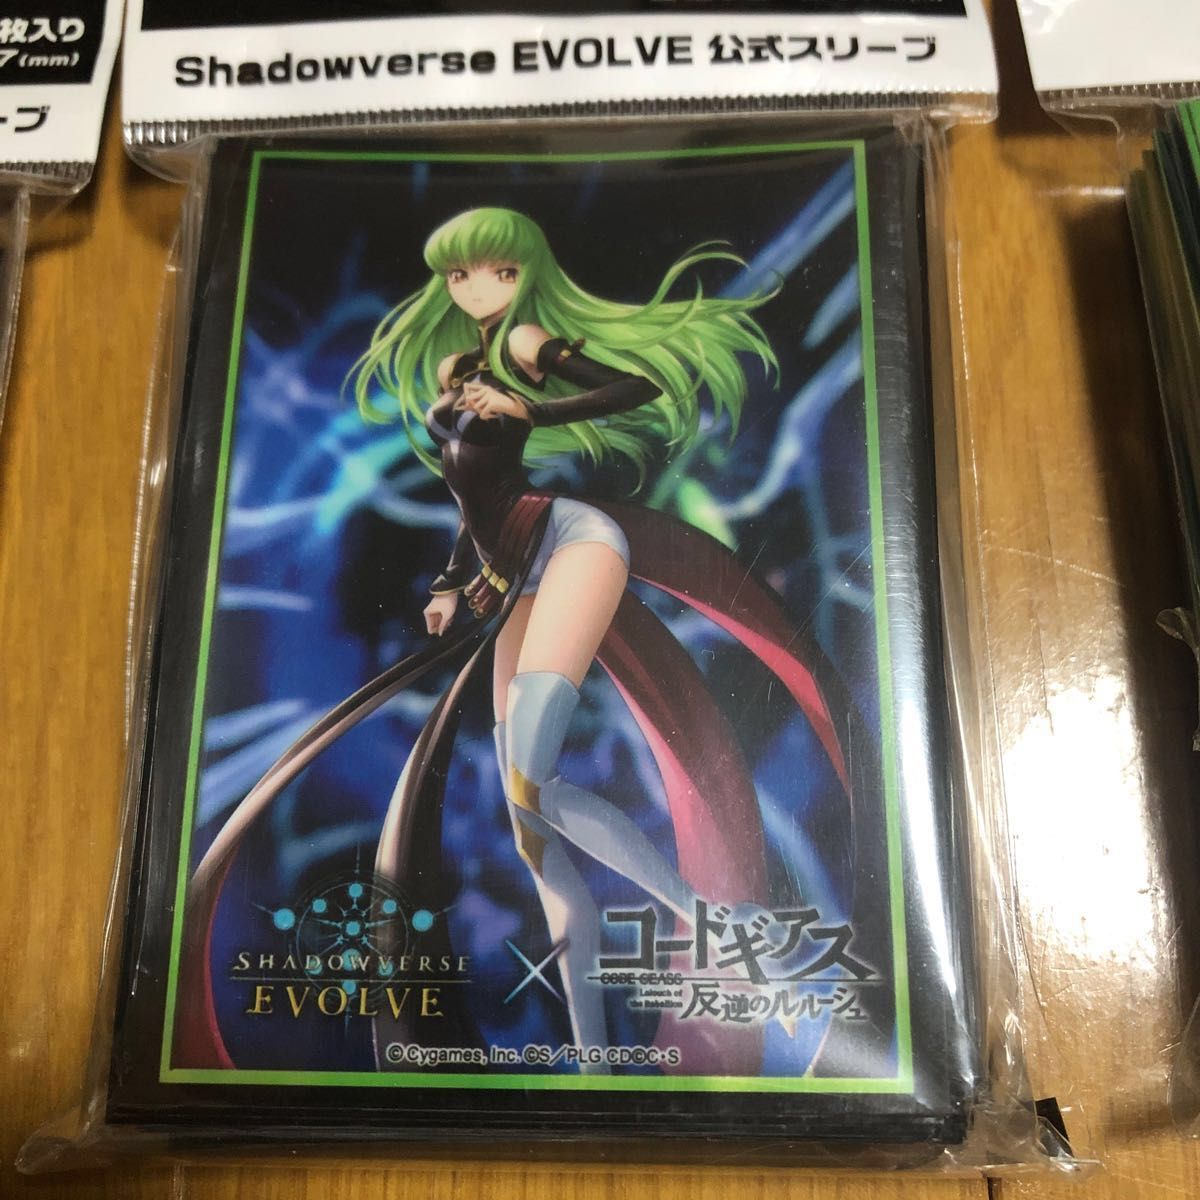 枚入り
7(mm)
ーブ
Shadowverse EVOLVE 公式スリーブ
SHADOWVERSE
EVOLVE
×
コードギアス
CODE GEASS
Lelouch of
the Rebellion
反逆のルルーシュ
©Cygames, Inc. ©S/PLG CD©C・S